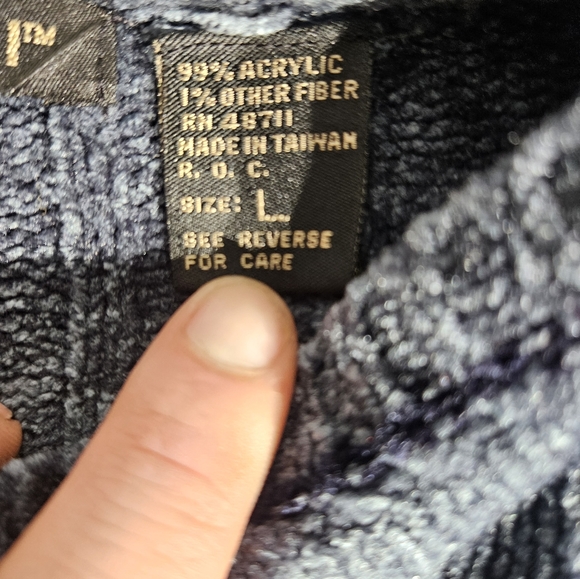 99% ACRYLIC
1% OTHER FIBER
RN 48711
MADE IN TAIWAN
R. O. C.
SIZE: L
SEE REVERSE
FOR CARE